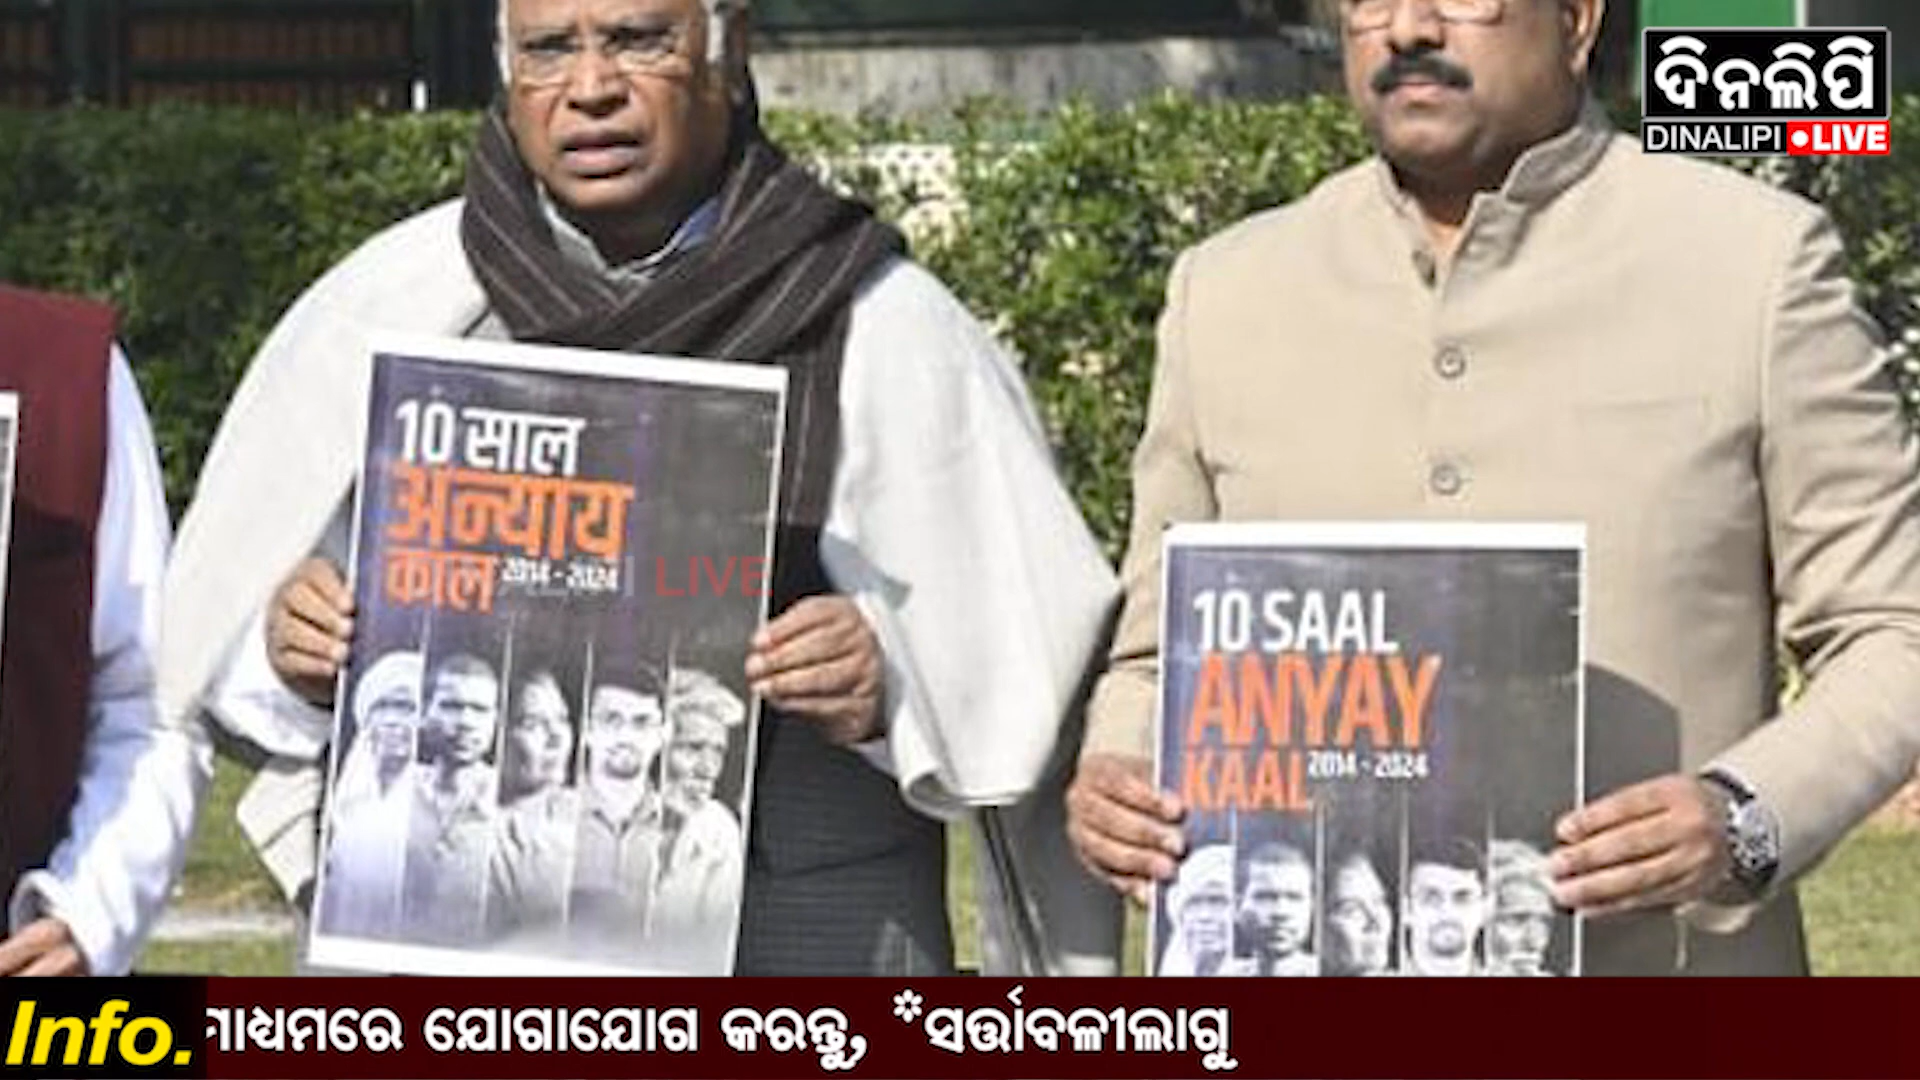 ଦିନଲିପି
DINALIPI LIVE
10 साल
अन्याय
काल 2014 - 2024
LIVE
10 SAAL
ANYAY
KAAL 2014 - 2024
Info. ମାଧ୍ୟମରେ ଯୋଗାଯୋଗ କରନ୍ତୁ, *ସର୍ତ୍ତାବଳୀଲାଗୁ